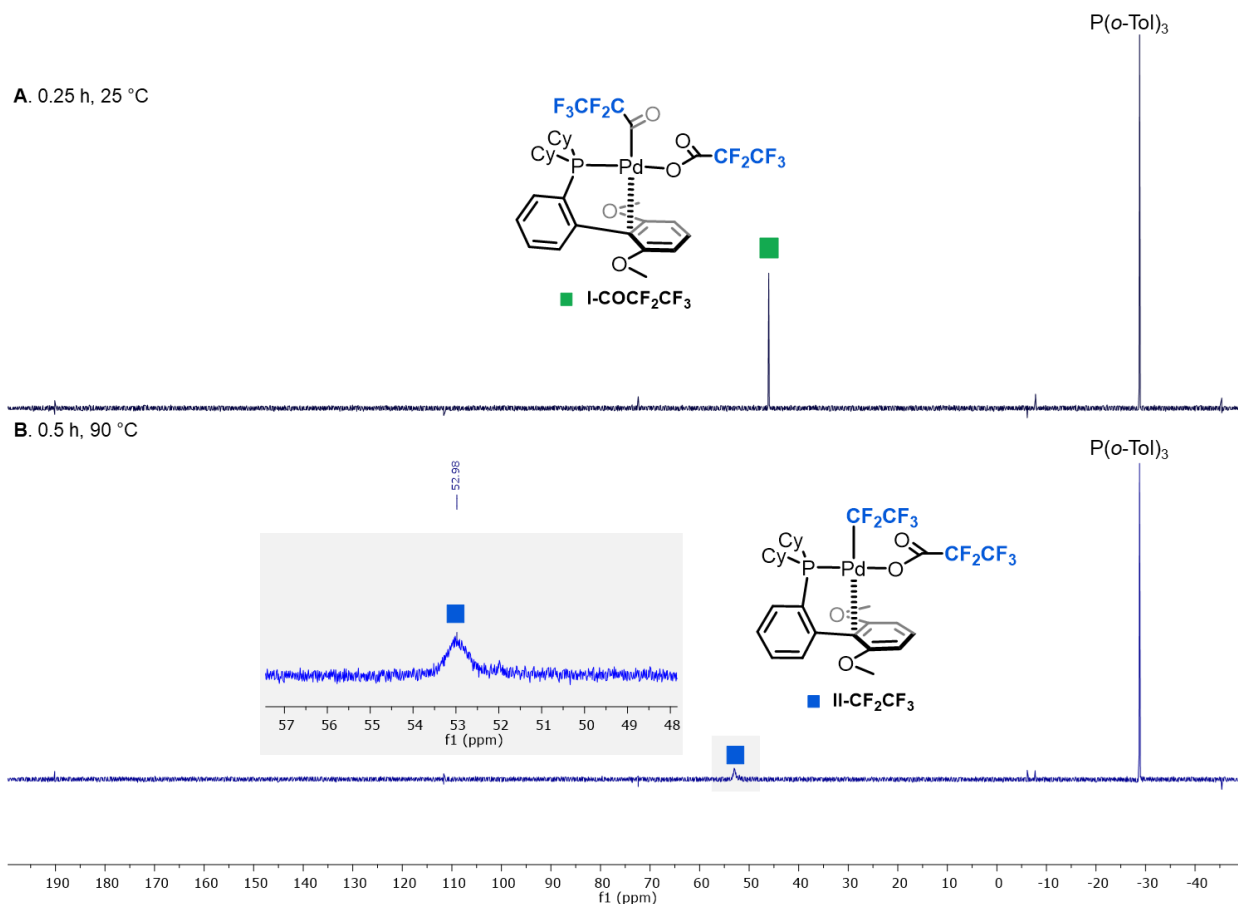 P(o-Tol)3
A. 0.25 h, 25 °C
F3CF2C
O
Cy
Cy
P
Pd
O
O
CF2CF3
O
O
I-COCF2CF3
B. 0.5 h, 90 °C
P(o-Tol)3
52.98
CF2CF3
Cy
Cy
P
Pd
O
O
CF2CF3
O
O
II-CF2CF3
57 56 55 54 53 52 51 50 49 48
f1 (ppm)
190 180 170 160 150 140 130 120 110 100 90 80 70 60 50 40 30 20 10 0 -10 -20 -30 -40
f1 (ppm)